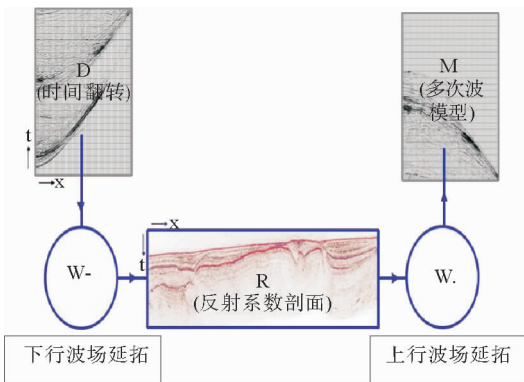 D
(时间翻转)
t
→x
M
(多次波
模型)
→x
t
W-
R
(反射系数剖面)
W.
下行波场延拓
上行波场延拓